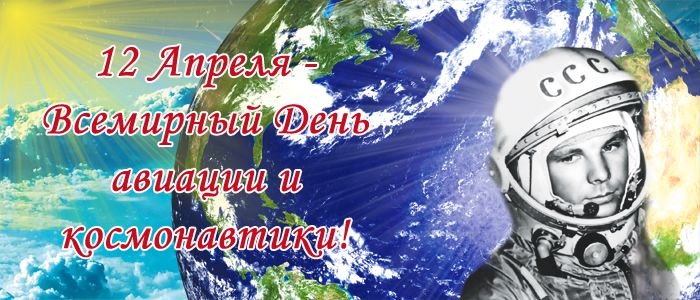 12 Апреля -
Всемирный День
авиации и
космонавтики!
ССС